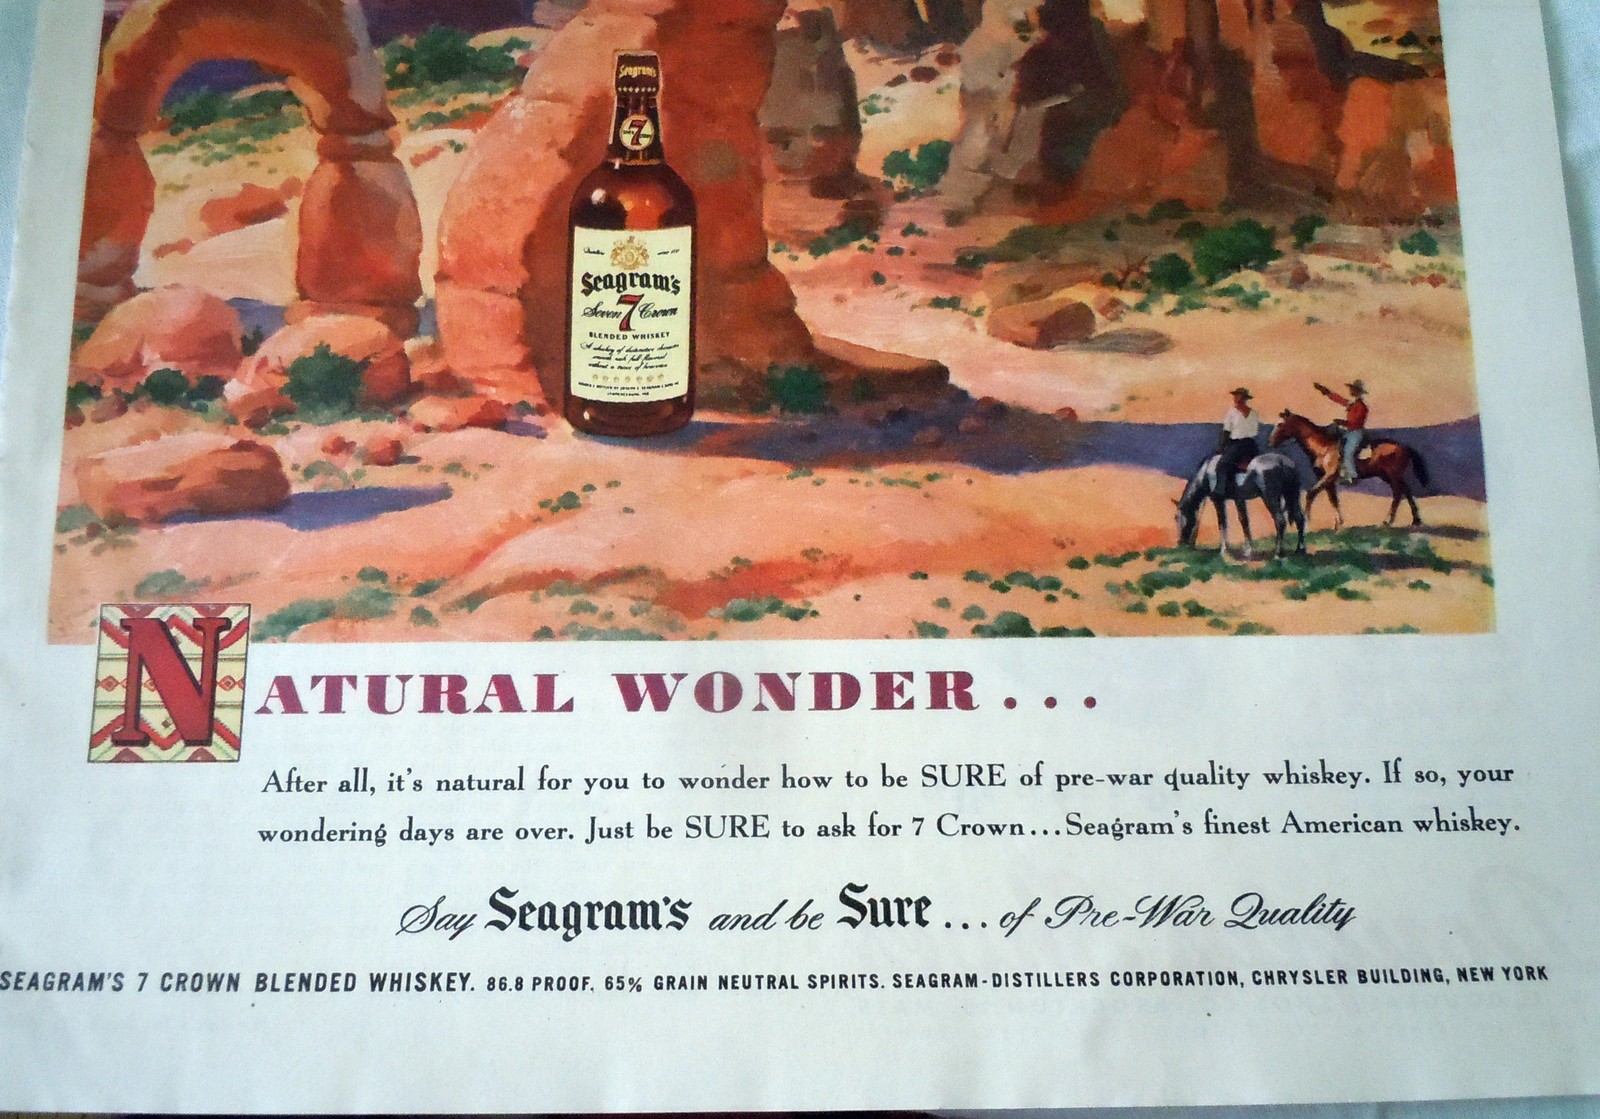 Seagram's
7
Seagram's
Seven 7 Crown
BLENDED WHISKEY
NATURAL WONDER...
After all, it's natural for you to wonder how to be SURE of pre-war quality whiskey. If so, your
wondering days are over. Just be SURE to ask for 7 Crown...Seagram's finest American whiskey.
Say Seagram's and be Sure ... of Pre-War Quality
SEAGRAM'S 7 CROWN BLENDED WHISKEY. 86.8 PROOF. 65% GRAIN NEUTRAL SPIRITS. SEAGRAM-DISTILLERS CORPORATION, CHRYSLER BUILDING, NEW YORK